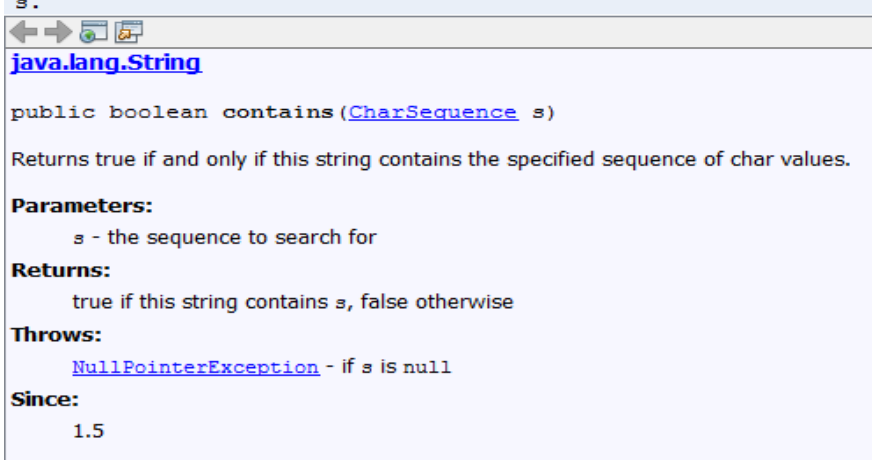 s.
java.lang.String
public boolean contains(CharSequence s)
Returns true if and only if this string contains the specified sequence of char values.
Parameters:
s - the sequence to search for
Returns:
true if this string contains s, false otherwise
Throws:
NullPointerException - if s is null
Since:
1.5